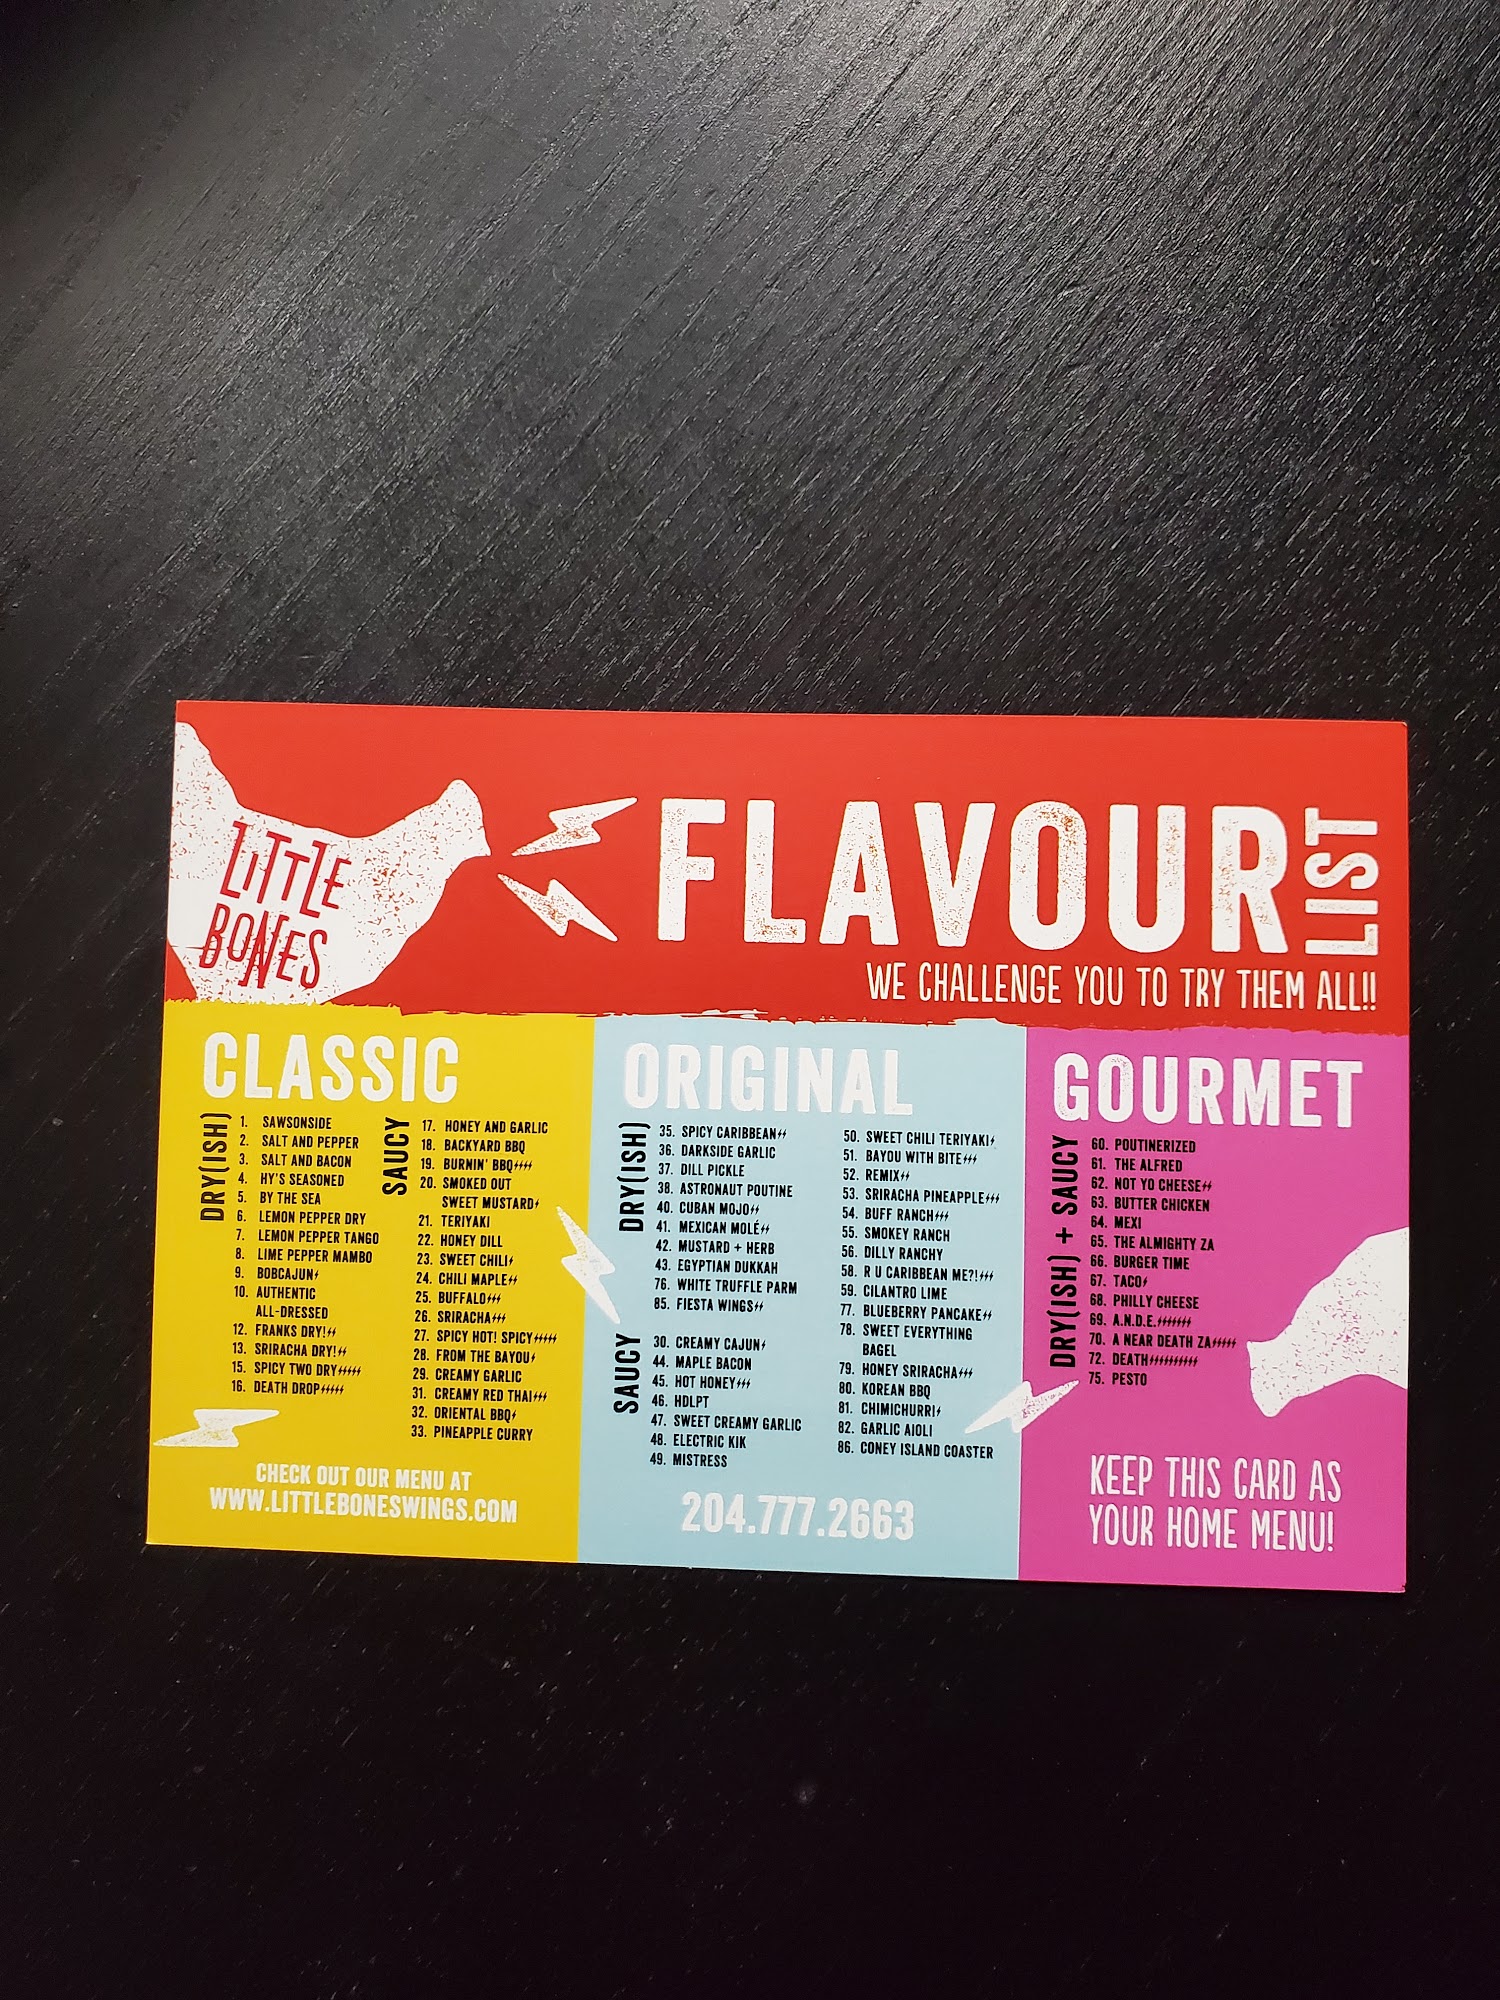 LITTLE
BONES
FLAVOUR
LIST
WE CHALLENGE YOU TO TRY THEM ALL!!
CLASSIC
DRY(ISH)
1. SAWSONSIDE
2. SALT AND PEPPER
3. SALT AND BACON
4. HY'S SEASONED
5. BY THE SEA
6. LEMON PEPPER DRY
7. LEMON PEPPER TANGO
8. LIME PEPPER MAMBO
9. BOBCAJUN
10. AUTHENTIC
ALL-DRESSED
12. FRANKS DRY!
13. SRIRACHA DRY!
15. SPICY TWO DRY
16. DEATH DROP
SAUCY
17. HONEY AND GARLIC
18. BACKYARD BBQ
19. BURNIN' BBQ
20. SMOKED OUT
SWEET MUSTARD
21. TERIYAKI
22. HONEY DILL
23. SWEET CHILI
24. CHILI MAPLE
25. BUFFALO
26. SRIRACHA
27. SPICY HOT! SPICY
28. FROM THE BAYOU
29. CREAMY GARLIC
31. CREAMY RED THAI
32. ORIENTAL BBQ
33. PINEAPPLE CURRY
CHECK OUT OUR MENU AT
WWW.LITTLEBONESWINGS.COM
ORIGINAL
DRY(ISH)
35. SPICY CARIBBEAN
36. DARKSIDE GARLIC
37. DILL PICKLE
38. ASTRONAUT POUTINE
40. CUBAN MOJO
41. MEXICAN MOLÉ
42. MUSTARD + HERB
43. EGYPTIAN DUKKAH
76. WHITE TRUFFLE PARM
85. FIESTA WINGS
SAUCY
30. CREAMY CAJUN
44. MAPLE BACON
45. HOT HONEY
46. HDLPT
47. SWEET CREAMY GARLIC
48. ELECTRIC KIK
49. MISTRESS
50. SWEET CHILI TERIYAKI
51. BAYOU WITH BITE
52. REMIX
53. SRIRACHA PINEAPPLE
54. BUFF RANCH
55. SMOKEY RANCH
56. DILLY RANCHY
58. R U CARIBBEAN ME?!
59. CILANTRO LIME
77. BLUEBERRY PANCAKE
78. SWEET EVERYTHING
BAGEL
79. HONEY SRIRACHA
80. KOREAN BBQ
81. CHIMICHURRI
82. GARLIC AIOLI
86. CONEY ISLAND COASTER
204.777.2663
GOURMET
DRY(ISH) + SAUCY
60. POUTINERIZED
61. THE ALFRED
62. NOT YO CHEESE
63. BUTTER CHICKEN
64. MEXI
65. THE ALMIGHTY ZA
66. BURGER TIME
67. TACO
68. PHILLY CHEESE
69. A.N.D.E.
70. A NEAR DEATH ZA
72. DEATH
75. PESTO
KEEP THIS CARD AS
YOUR HOME MENU!